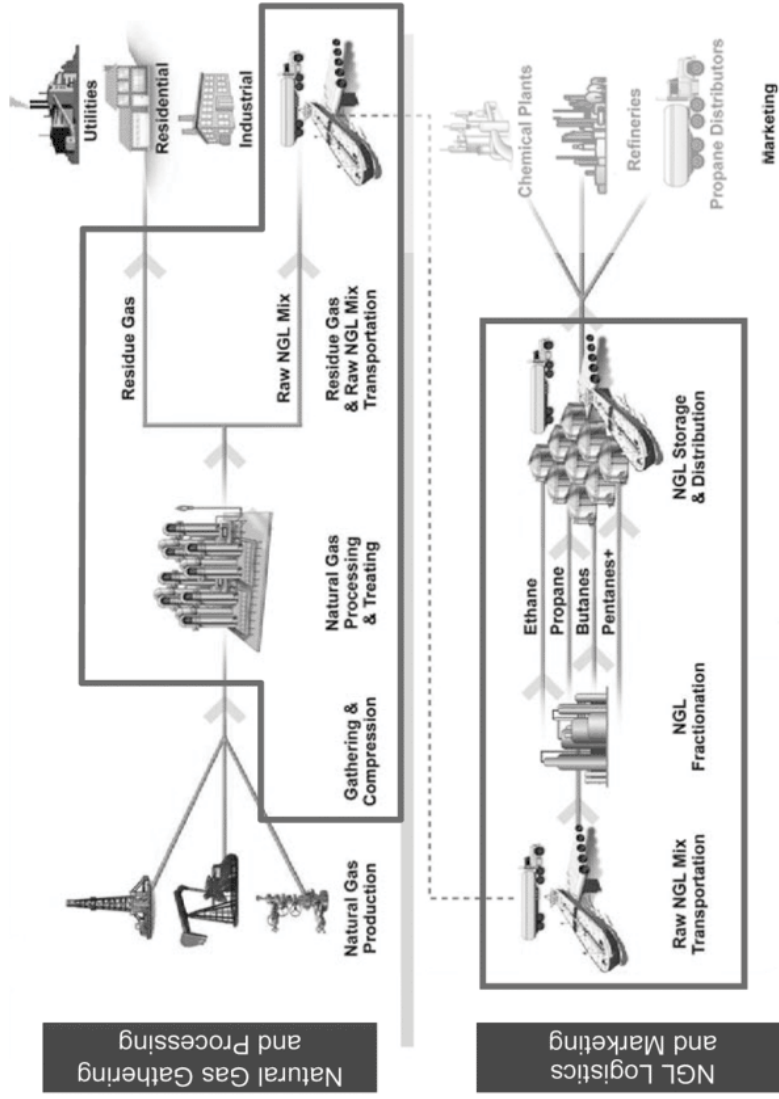 Natural Gas Gathering
and Processing
Natural Gas
Production
Gathering &
Compression
Natural Gas
Processing
& Treating
Residue Gas
Raw NGL Mix
Residue Gas
& Raw NGL Mix
Transportation
Utilities
Residential
Industrial
NGL Logistics
and Marketing
Raw NGL Mix
Transportation
NGL
Fractionation
Ethane
Propane
Butanes
Pentanes+
NGL Storage
& Distribution
Chemical Plants
Refineries
Propane Distributors
Marketing